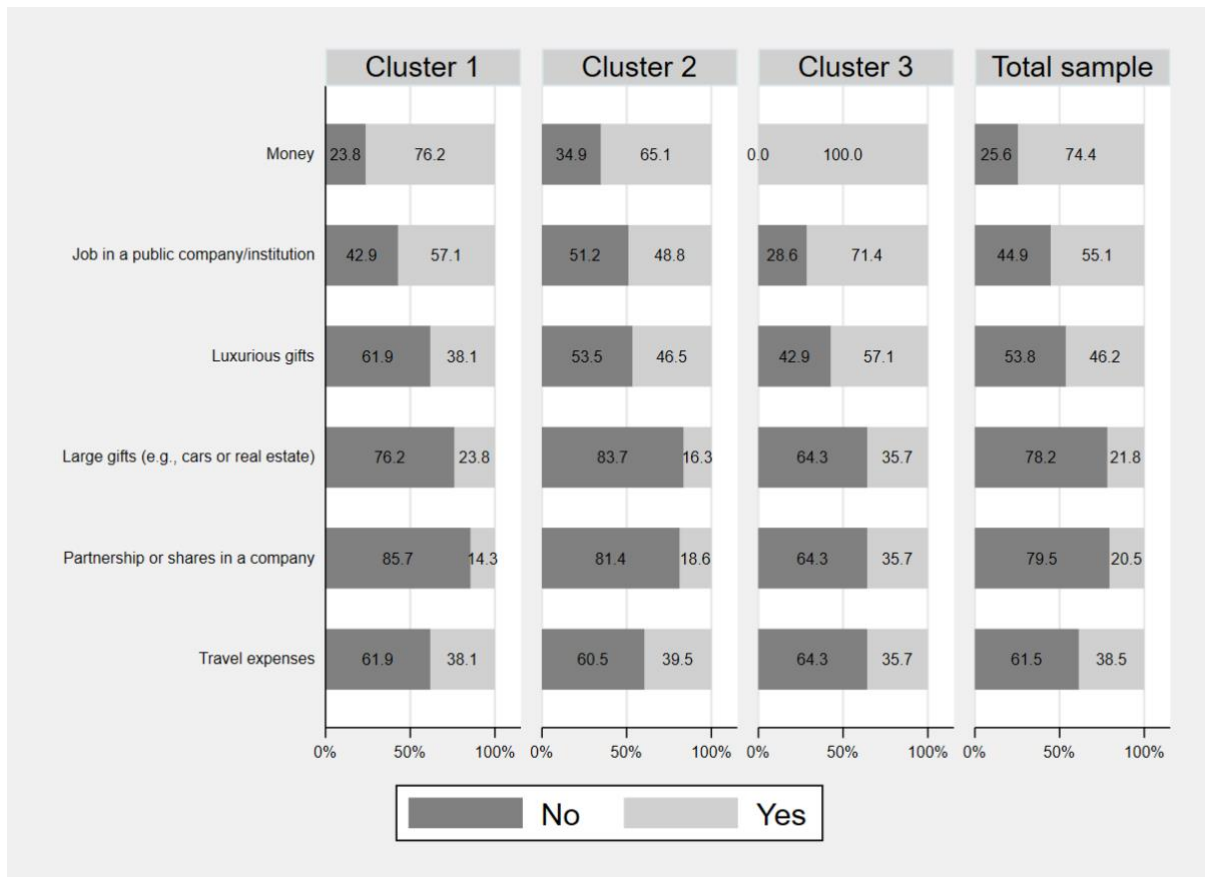 Cluster 1 Cluster 2 Cluster 3 Total sample
Money 23.8 76.2 34.9 65.1 0.0 100.0 25.6 74.4
Job in a public company/institution 42.9 57.1 51.2 48.8 28.6 71.4 44.9 55.1
Luxurious gifts 61.9 38.1 53.5 46.5 42.9 57.1 53.8 46.2
Large gifts (e.g., cars or real estate) 76.2 23.8 83.7 16.3 64.3 35.7 78.2 21.8
Partnership or shares in a company 85.7 14.3 81.4 18.6 64.3 35.7 79.5 20.5
Travel expenses 61.9 38.1 60.5 39.5 64.3 35.7 61.5 38.5
0% 50% 100% 0% 50% 100% 0% 50% 100% 0% 50% 100%
No Yes